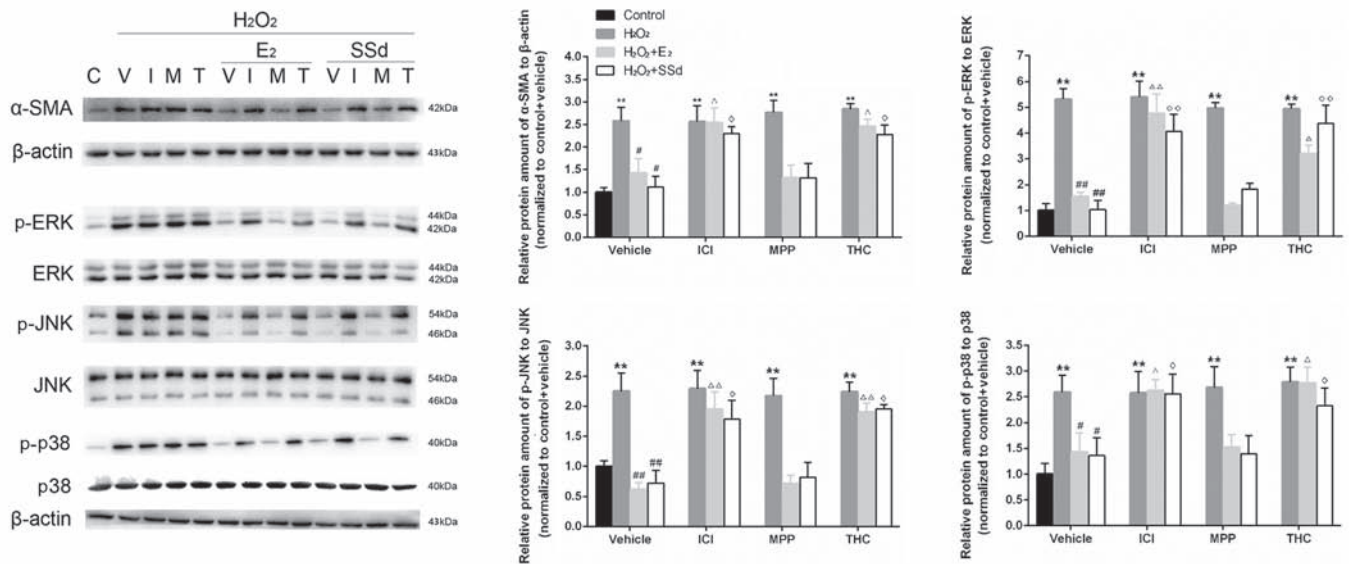 H2O2
E2
SSd
C V I M T V I M T V I M T
α-SMA
42kDa
β-actin
43kDa
p-ERK
44kDa
42kDa
ERK
44kDa
42kDa
p-JNK
54kDa
46kDa
JNK
54kDa
46kDa
p-p38
40kDa
p38
40kDa
β-actin
43kDa
Control
H2O2
H2O2+E2
H2O2+SSd
Relative protein amount of α-SMA to β-actin
(normalized to control+vehicle)
3.5
3.0
2.5
2.0
1.5
1.0
0.5
0.0
** # # ** ^ ◇ ** ** ^ ◇
Vehicle ICI MPP THC
Relative protein amount of p-ERK to ERK
(normalized to control+vehicle)
7
6
5
4
3
2
1
0
** ## ## ** △△ ◇◇ ** ** △ ◇◇
Vehicle ICI MPP THC
Relative protein amount of p-JNK to JNK
(normalized to control+vehicle)
3.0
2.5
2.0
1.5
1.0
0.5
0.0
** ## ## ** △△ ◇ ** ** △△ ◇
Vehicle ICI MPP THC
Relative protein amount of p-p38 to p38
(normalized to control+vehicle)
3.5
3.0
2.5
2.0
1.5
1.0
0.5
0.0
** # # ** ^ ◇ ** ** △ ◇
Vehicle ICI MPP THC